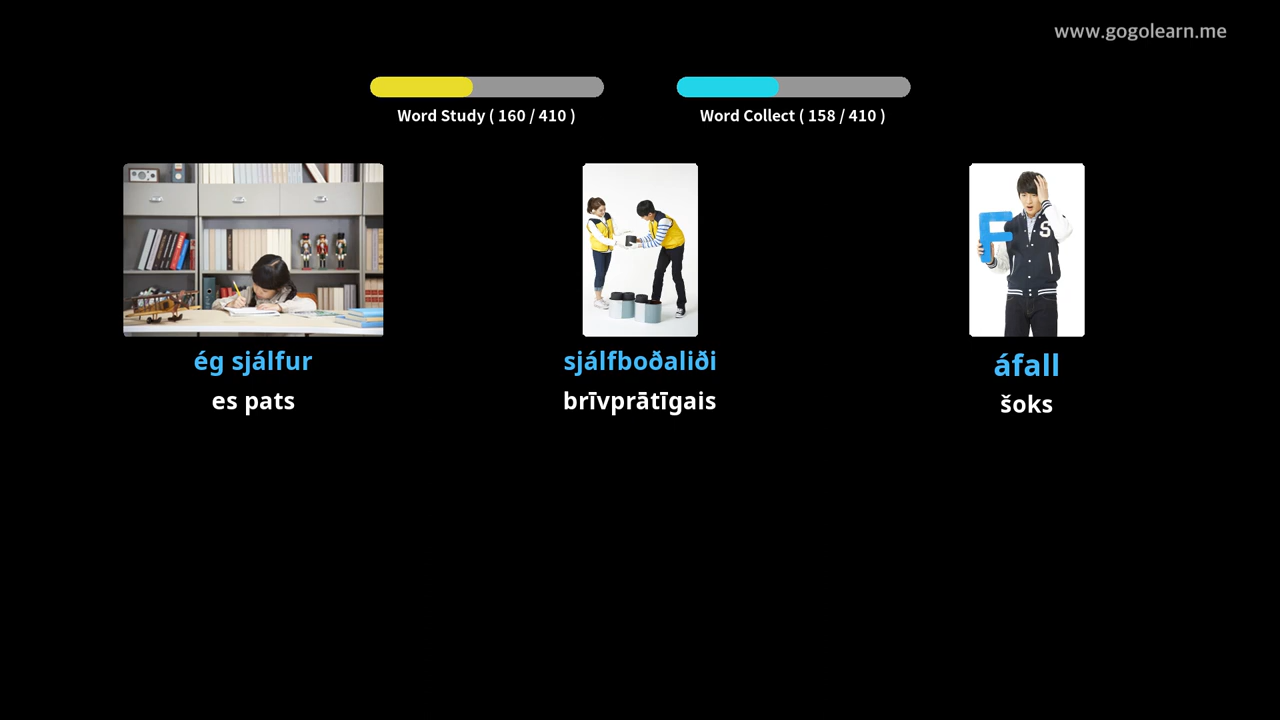 www.gogolearn.me
Word Study ( 160 / 410 )
Word Collect ( 158 / 410 )
S
F
ég sjálfur
es pats
sjálfboðaliði
brīvprātīgais
áfall
šoks